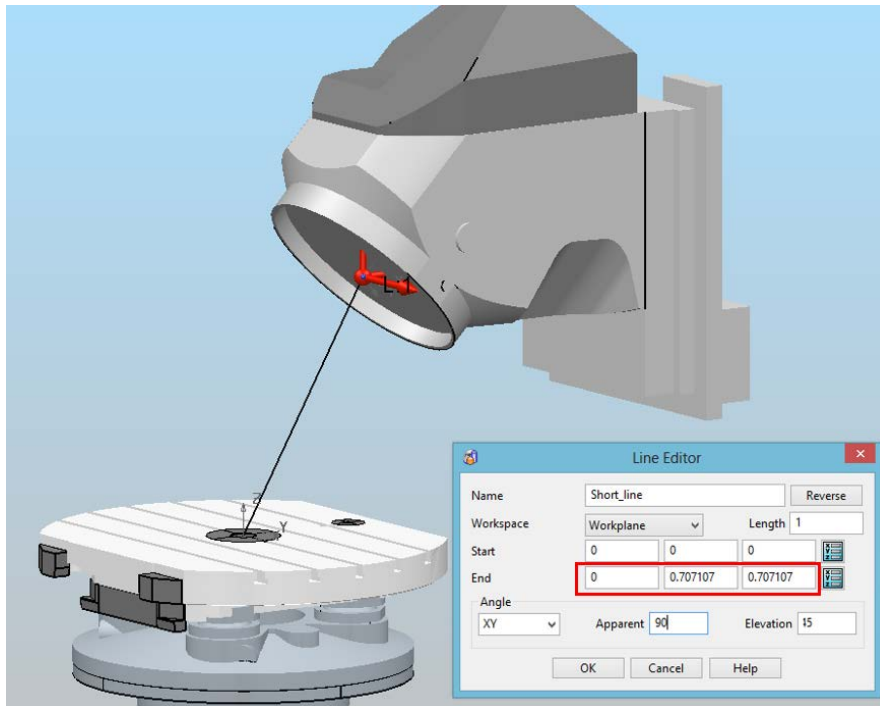 Z
Y
Line Editor
Name Short_line Reverse
Workspace Workplane Length 1
Start 0 0 0
End 0 0.707107 0.707107
Angle
XY Apparent 90 Elevation 15
OK Cancel Help